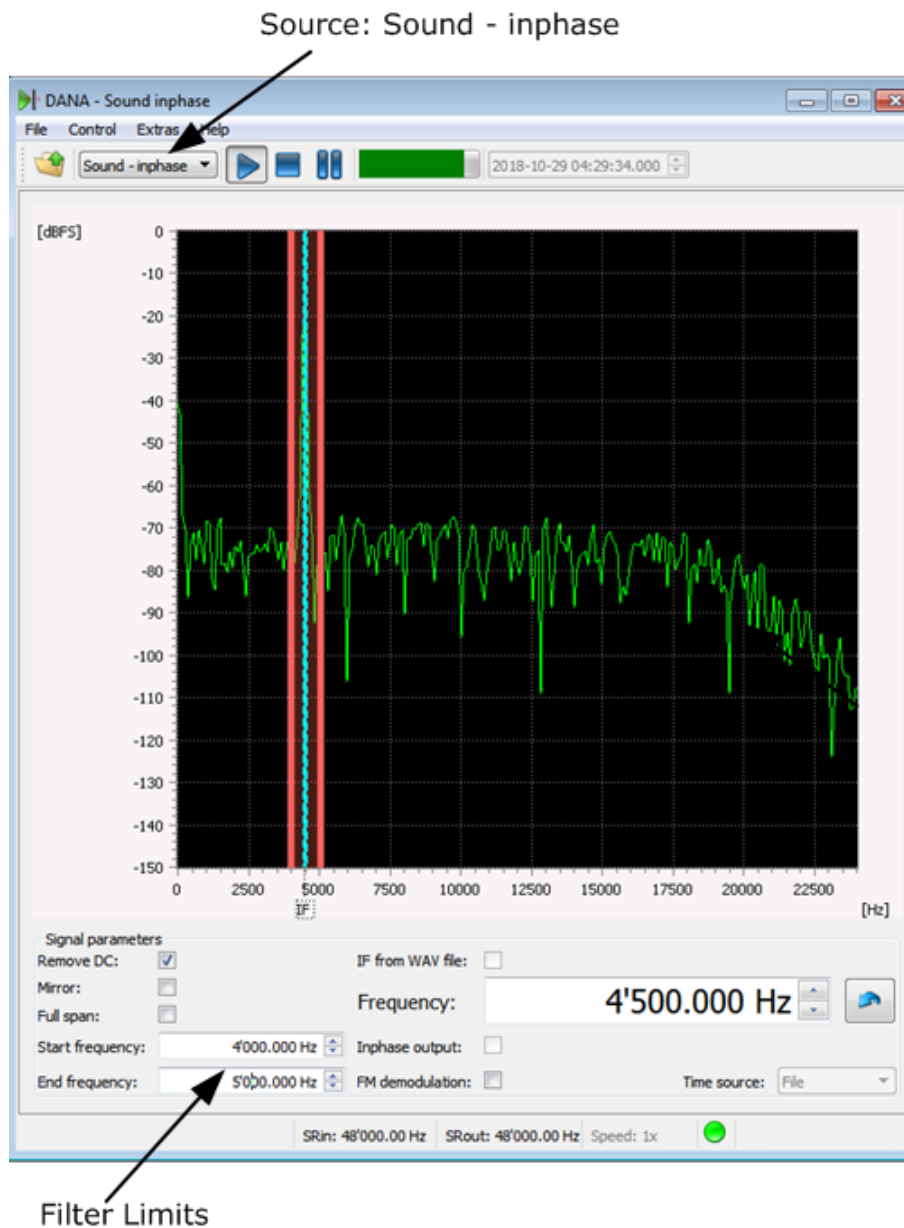 Source: Sound - inphase
DANA - Sound inphase
File Control Extras Help
Sound - inphase 2018-10-29 04:29:34.000
[dBFS]
0
-10
-20
-30
-40
-50
-60
-70
-80
-90
-100
-110
-120
-130
-140
-150
0 2500 5000 7500 10000 12500 15000 17500 20000 22500
IF
[Hz]
Signal parameters
Remove DC: IF from WAV file:
Mirror:
Frequency: 4'500.000 Hz
Full span:
Start frequency: 4'000.000 Hz Inphase output:
End frequency: 5'000.000 Hz FM demodulation: Time source: File
SRin: 48'000.00 Hz SRout: 48'000.00 Hz Speed: 1x
Filter Limits